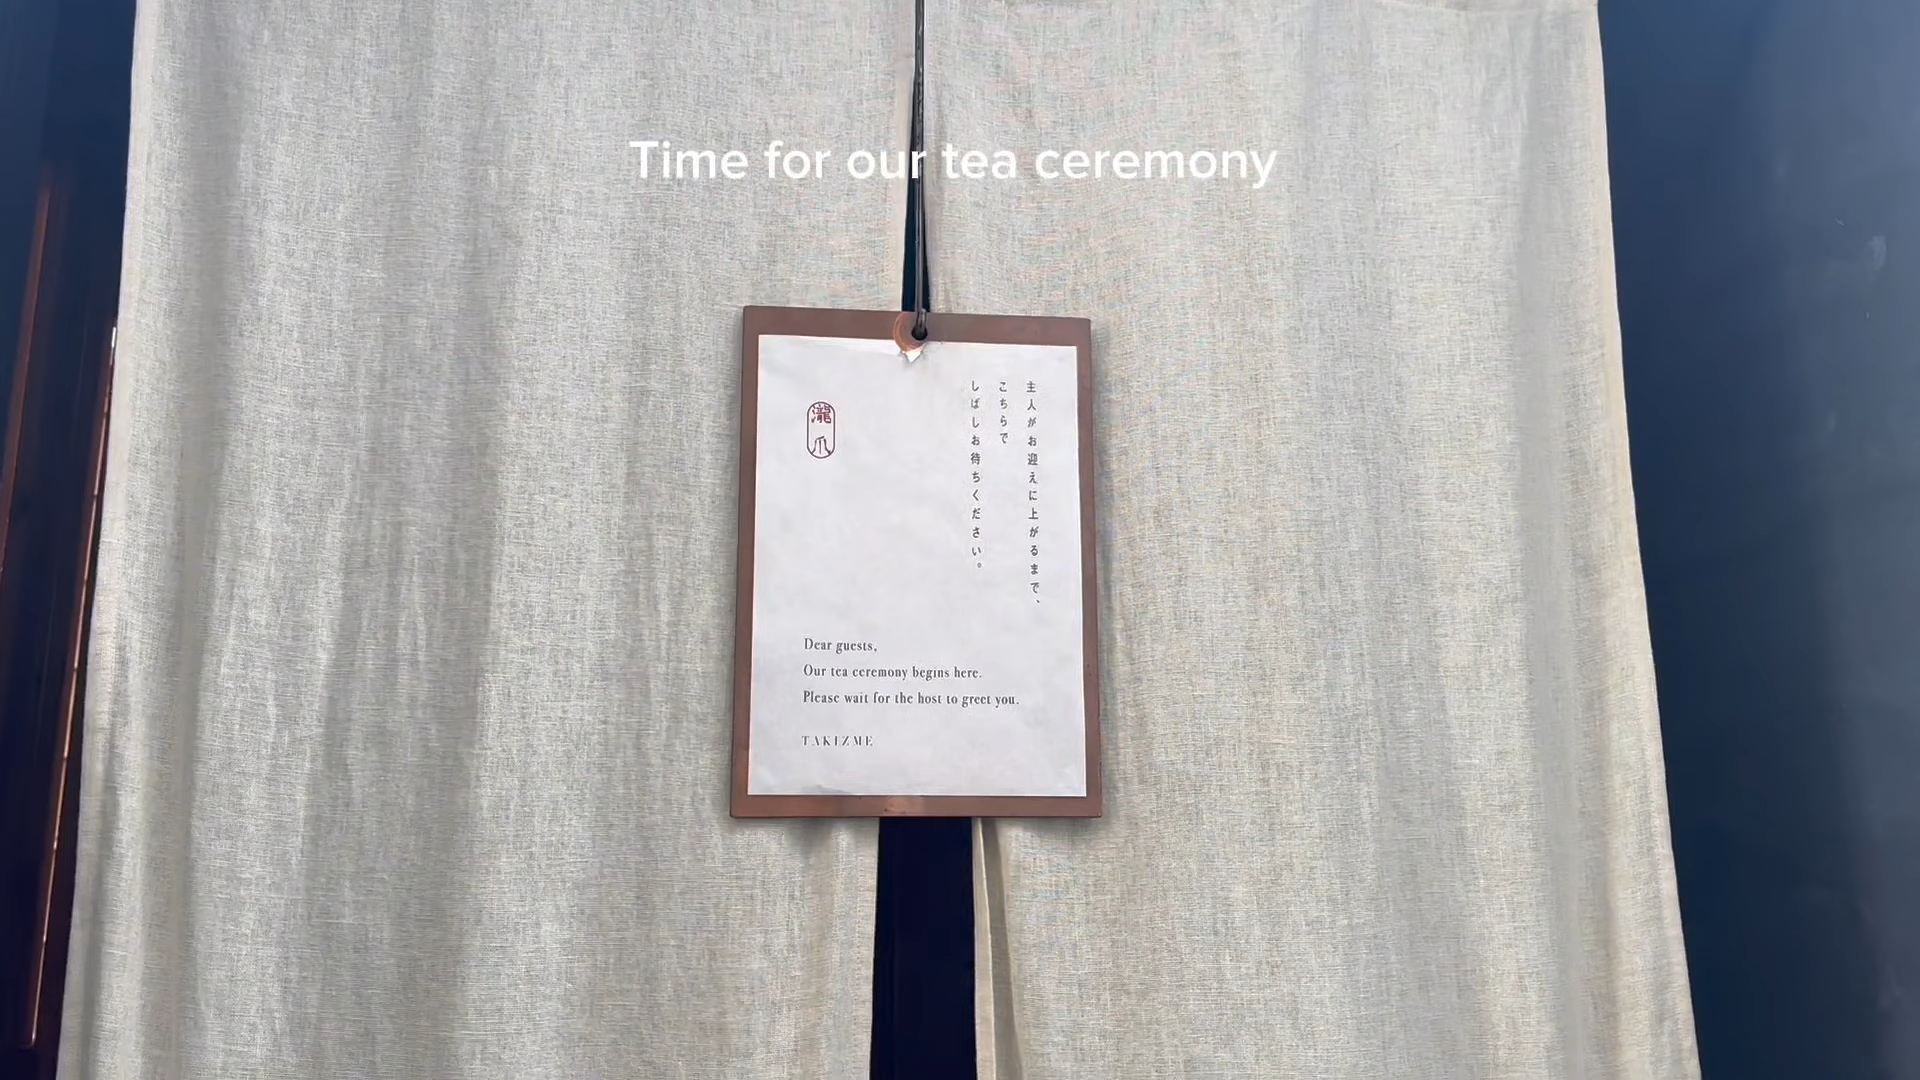 Time for our tea ceremony
主人がお迎えに上がるまで、
こちらで
しばしお待ちください。
瀧爪
Dear guests,
Our tea ceremony begins here.
Please wait for the host to greet you.
TAKIZME